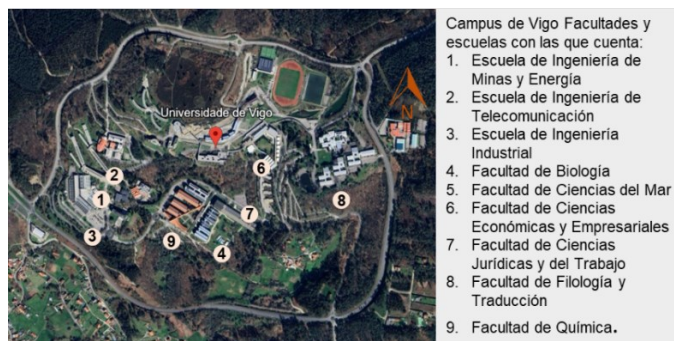 Universidade de Vigo
N
1
2
3
4
6
7
8
9
Campus de Vigo Facultades y
escuelas con las que cuenta:
1. Escuela de Ingeniería de
Minas y Energía
2. Escuela de Ingeniería de
Telecomunicación
3. Escuela de Ingeniería
Industrial
4. Facultad de Biología
5. Facultad de Ciencias del Mar
6. Facultad de Ciencias
Económicas y Empresariales
7. Facultad de Ciencias
Jurídicas y del Trabajo
8. Facultad de Filología y
Traducción
9. Facultad de Química.